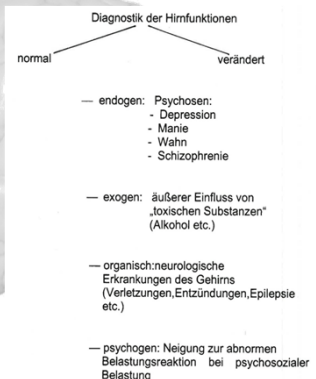 Diagnostik der Hirnfunktionen
normal verändert
— endogen: Psychosen:
- Depression
- Manie
- Wahn
- Schizophrenie
— exogen: äußerer Einfluss von
„toxischen Substanzen"
(Alkohol etc.)
— organisch:neurologische
Erkrankungen des Gehirns
(Verletzungen,Entzündungen,Epilepsie
etc.)
— psychogen: Neigung zur abnormen
Belastungsreaktion bei psychosozialer
Belastung